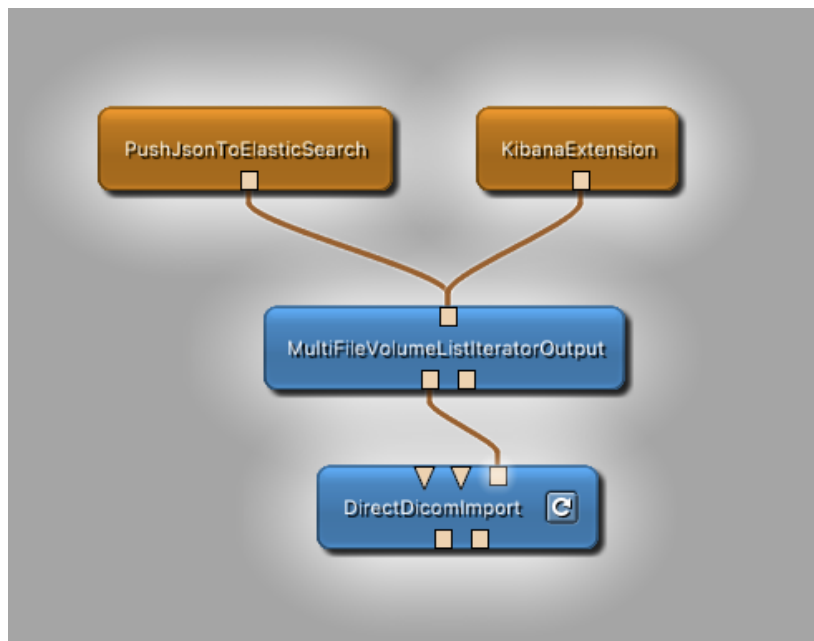 PushJsonToElasticSearch
KibanaExtension
MultiFileVolumeListIteratorOutput
DirectDicomImport